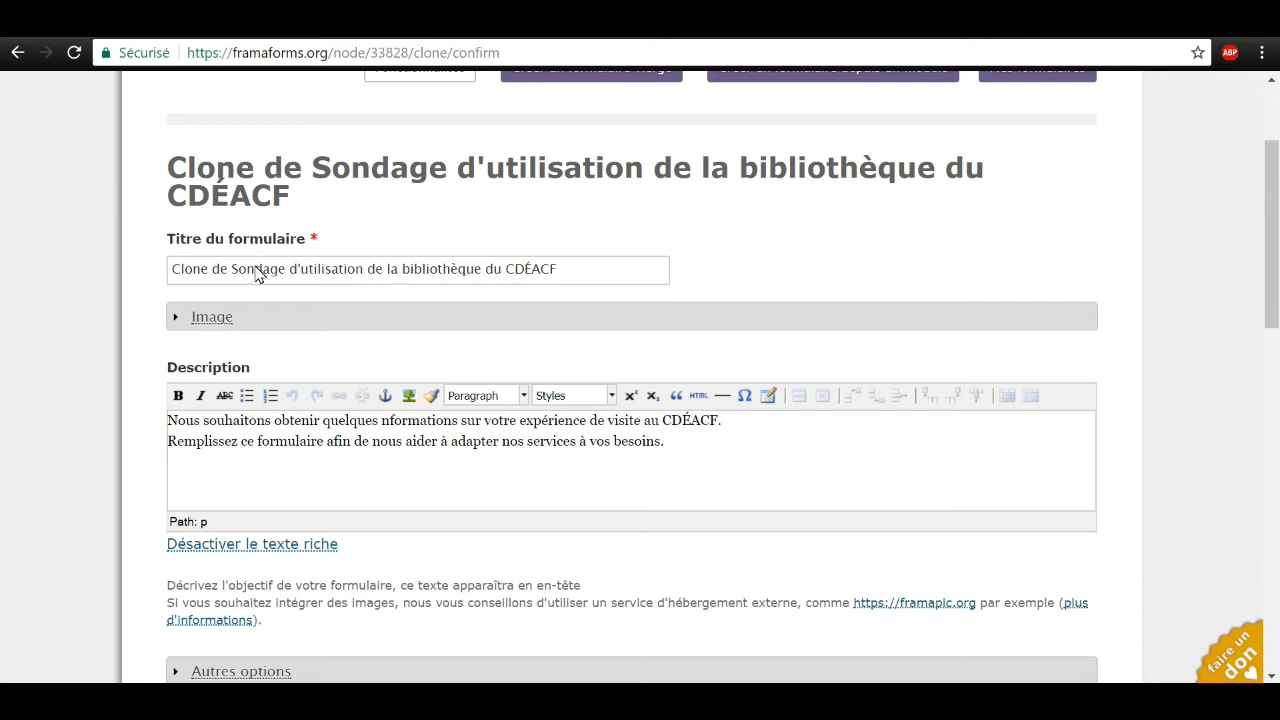 Sécurisé https://framaforms.org/node/33828/clone/confirm ABP
Clone de Sondage d'utilisation de la bibliothèque du
CDÉACF
Titre du formulaire *
Clone de Sondage d'utilisation de la bibliothèque du CDÉACF
Image
Description
B I ABC Paragraph Styles HTML
Nous souhaitons obtenir quelques nformations sur votre expérience de visite au CDÉACF.
Remplissez ce formulaire afin de nous aider à adapter nos services à vos besoins.
Path: p
Désactiver le texte riche
Décrivez l'objectif de votre formulaire, ce texte apparaîtra en en-tête
Si vous souhaitez intégrer des images, nous vous conseillons d'utiliser un service d'hébergement externe, comme https://framapic.org par exemple (plus
d'informations).
Autres options
faire un
don